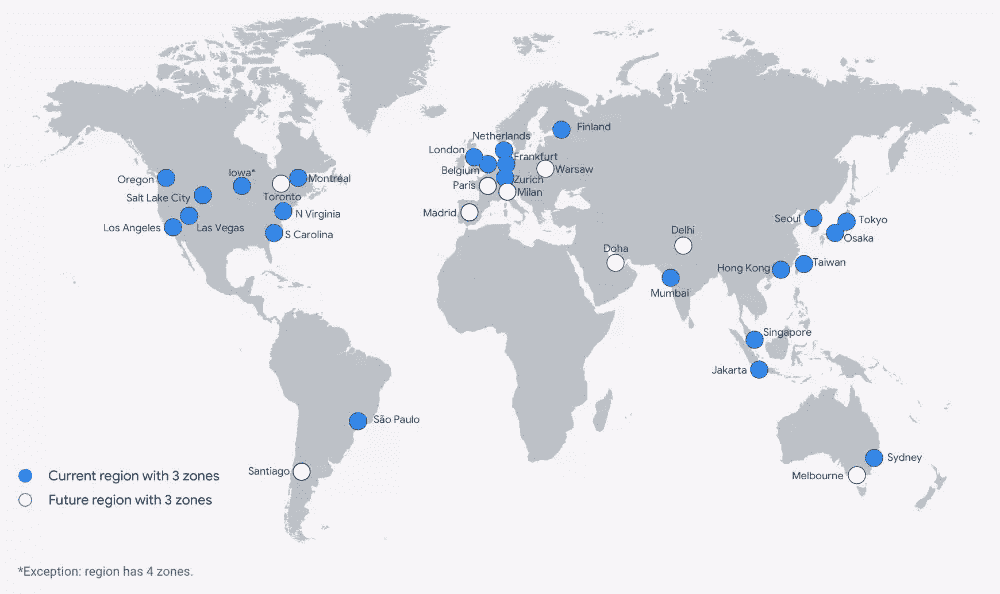 Finland
Netherlands
London
Frankfurt
Belgium
Warsaw
Zurich
Paris
Milan
Madrid
Iowa*
Oregon
Montréal
Toronto
Salt Lake City
N Virginia
Los Angeles
Las Vegas
S Carolina
Seoul
Tokyo
Osaka
Delhi
Doha
Hong Kong
Taiwan
Mumbai
Singapore
Jakarta
São Paulo
Sydney
Santiago
Melbourne
Current region with 3 zones
Future region with 3 zones
*Exception: region has 4 zones.